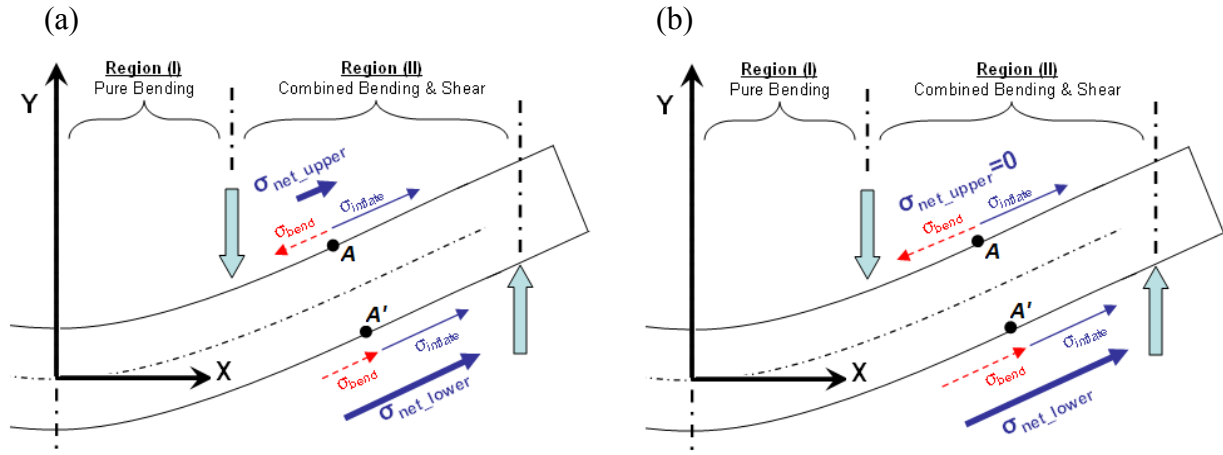 (a)
Region (I)
Pure Bending
Region (II)
Combined Bending & Shear
Y
σnet_upper
σinflate
σbend
A
A'
σinflate
σbend
σnet_lower
X
(b)
Region (I)
Pure Bending
Region (II)
Combined Bending & Shear
Y
σnet_upper=0
σinflate
σbend
A
A'
σinflate
σbend
σnet_lower
X